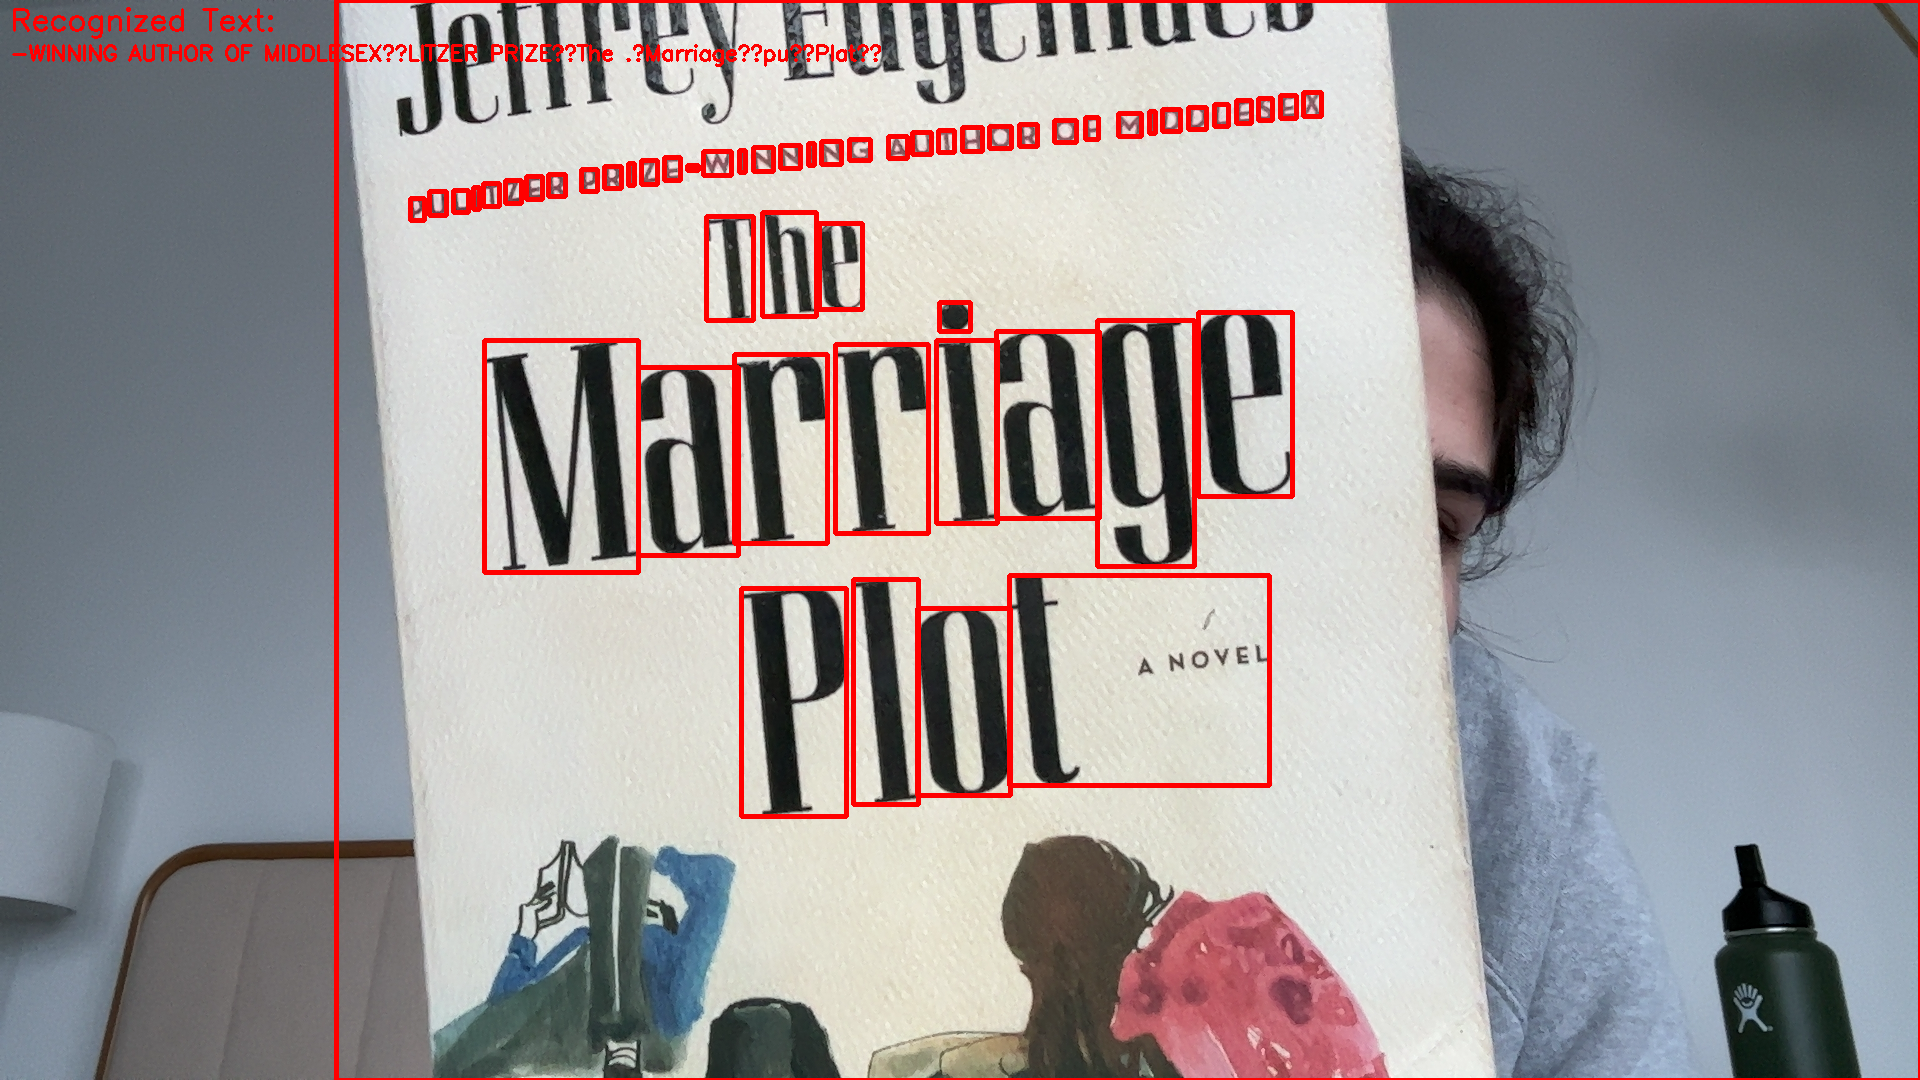 Recognized Text:
-WINNING AUTHOR OF MIDDLESEX??LITZER PRIZE??The .?Marriage??pu??Plat??
Jeffrey Eugenides
PULITZER PRIZE-WINNING AUTHOR OF MIDDLESEX
The
Marriage
Plot
A NOVEL